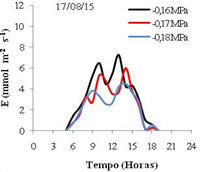 17/08/15
-0,16MPa
-0,17MPa
-0,18MPa
E (mmol m⁻² s⁻¹)
12
10
8
6
4
2
0
0 3 6 9 12 15 18 21 24
Tempo (Horas)